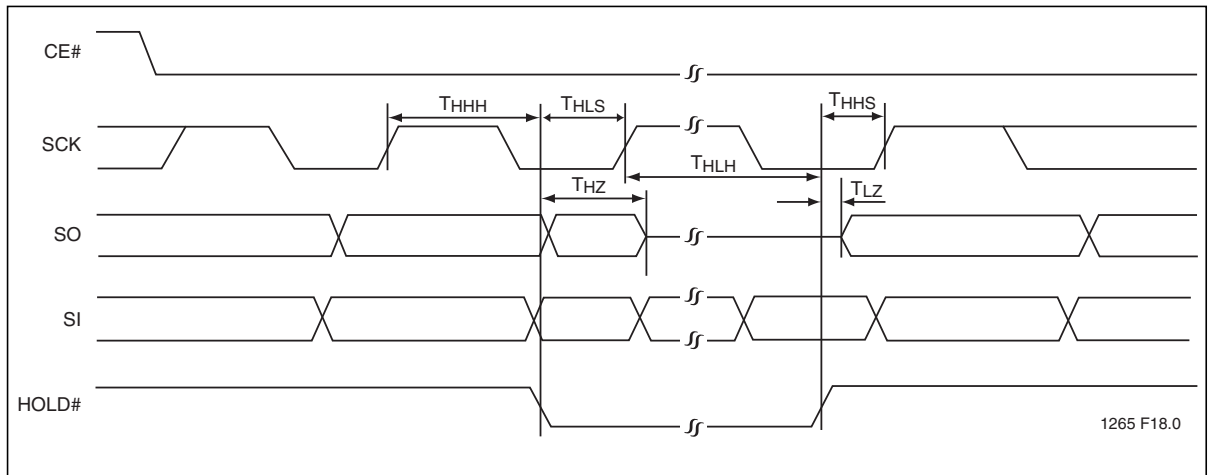 CE#
THHH
THLS
THHS
SCK
THLH
THZ
TLZ
SO
SI
HOLD#
1265 F18.0